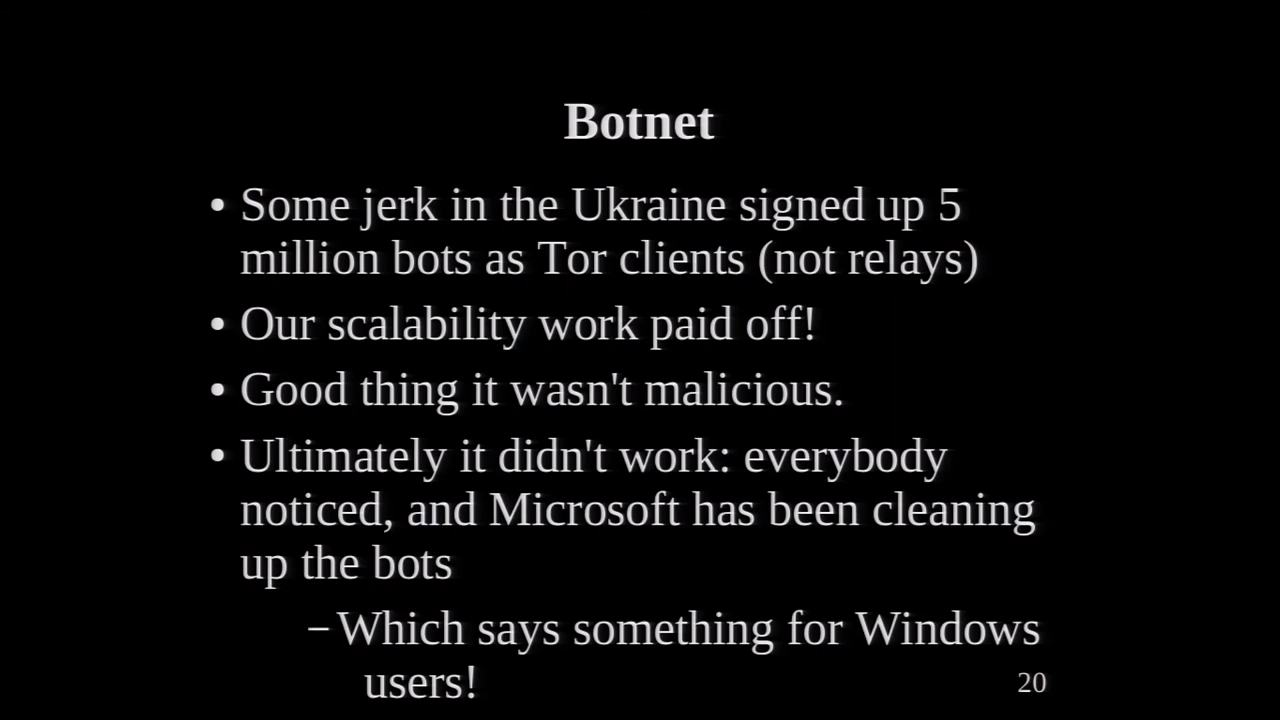 Botnet
• Some jerk in the Ukraine signed up 5
million bots as Tor clients (not relays)
• Our scalability work paid off!
• Good thing it wasn't malicious.
• Ultimately it didn't work: everybody
noticed, and Microsoft has been cleaning
up the bots
– Which says something for Windows
users!
20